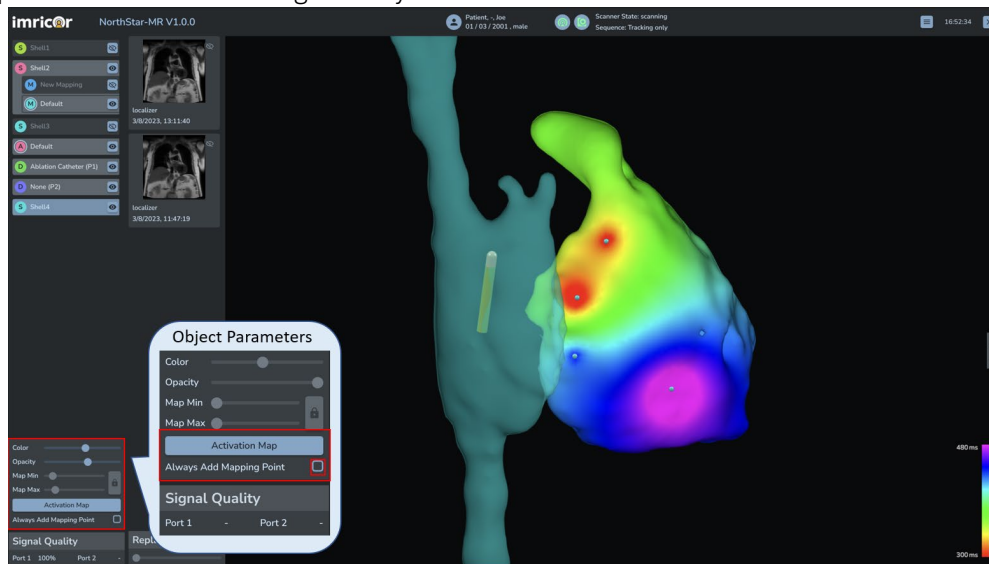 imricor
NorthStar-MR V1.0.0
Patient, -, Joe
01 / 03 / 2001 , male
Scanner State: scanning
Sequence: Tracking only
16:52:34
S Shell1
S Shell2
M New Mapping
M Default
S Shell3
A Default
D Ablation Catheter (P1)
D None (P2)
S Shell4
localizer
3/8/2023, 13:11:40
localizer
3/8/2023, 11:47:19
Object Parameters
Color
Opacity
Map Min
Map Max
Activation Map
Always Add Mapping Point
Signal Quality
Port 1 - Port 2 -
Color
Opacity
Map Min
Map Max
Activation Map
Always Add Mapping Point
Signal Quality
Port 1 100% Port 2 -
480 ms
300 ms